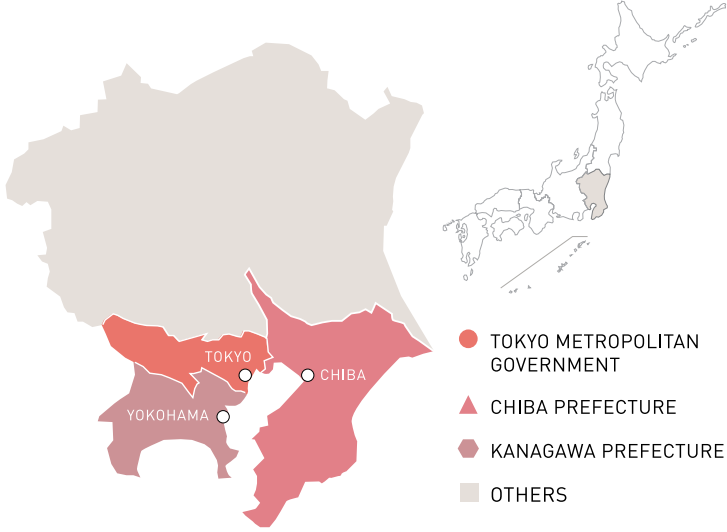 TOKYO
CHIBA
YOKOHAMA
TOKYO METROPOLITAN
GOVERNMENT
CHIBA PREFECTURE
KANAGAWA PREFECTURE
OTHERS